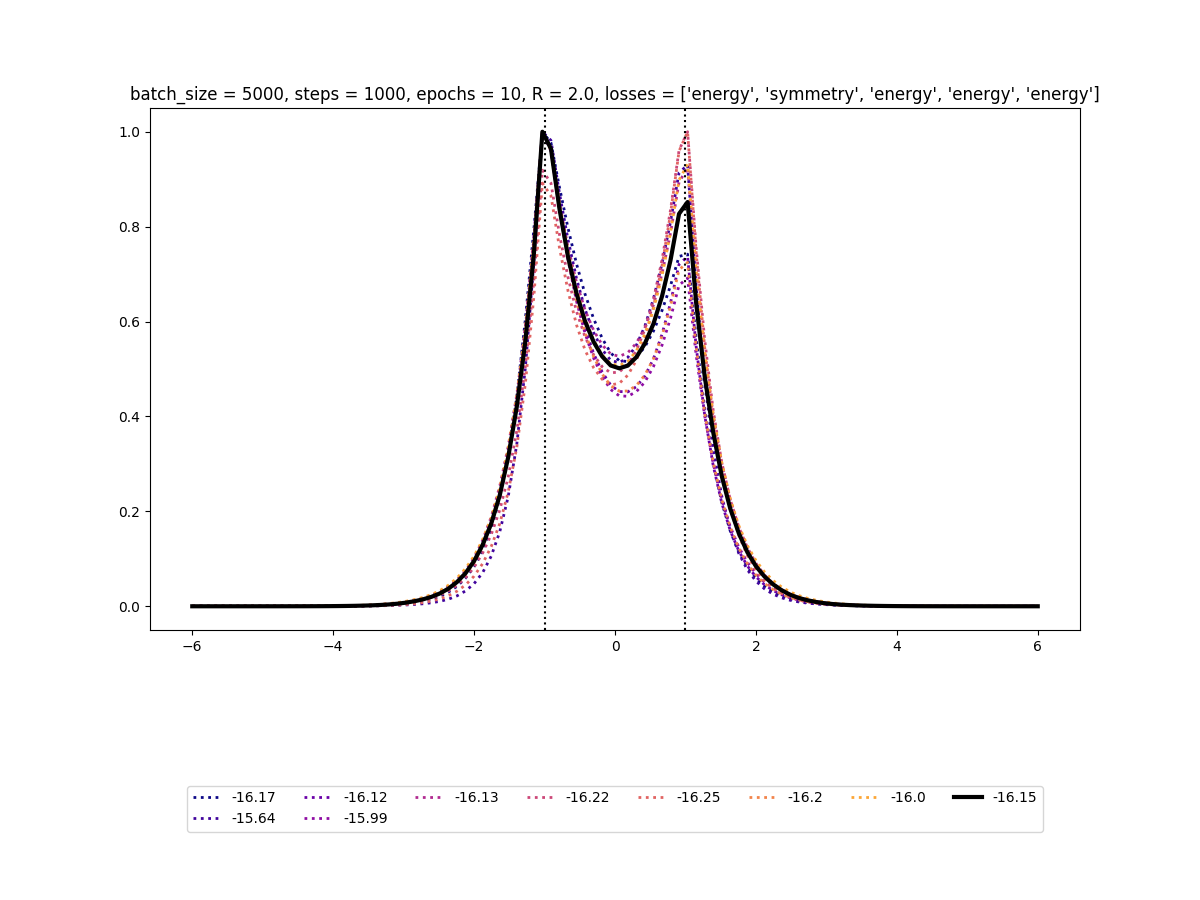 batch_size = 5000, steps = 1000, epochs = 10, R = 2.0, losses = ['energy', 'symmetry', 'energy', 'energy', 'energy']
1.0
0.8
0.6
0.4
0.2
0.0
−6 −4 −2 0 2 4 6
-16.17 -16.12 -16.13 -16.22 -16.25 -16.2 -16.0 -16.15
-15.64 -15.99